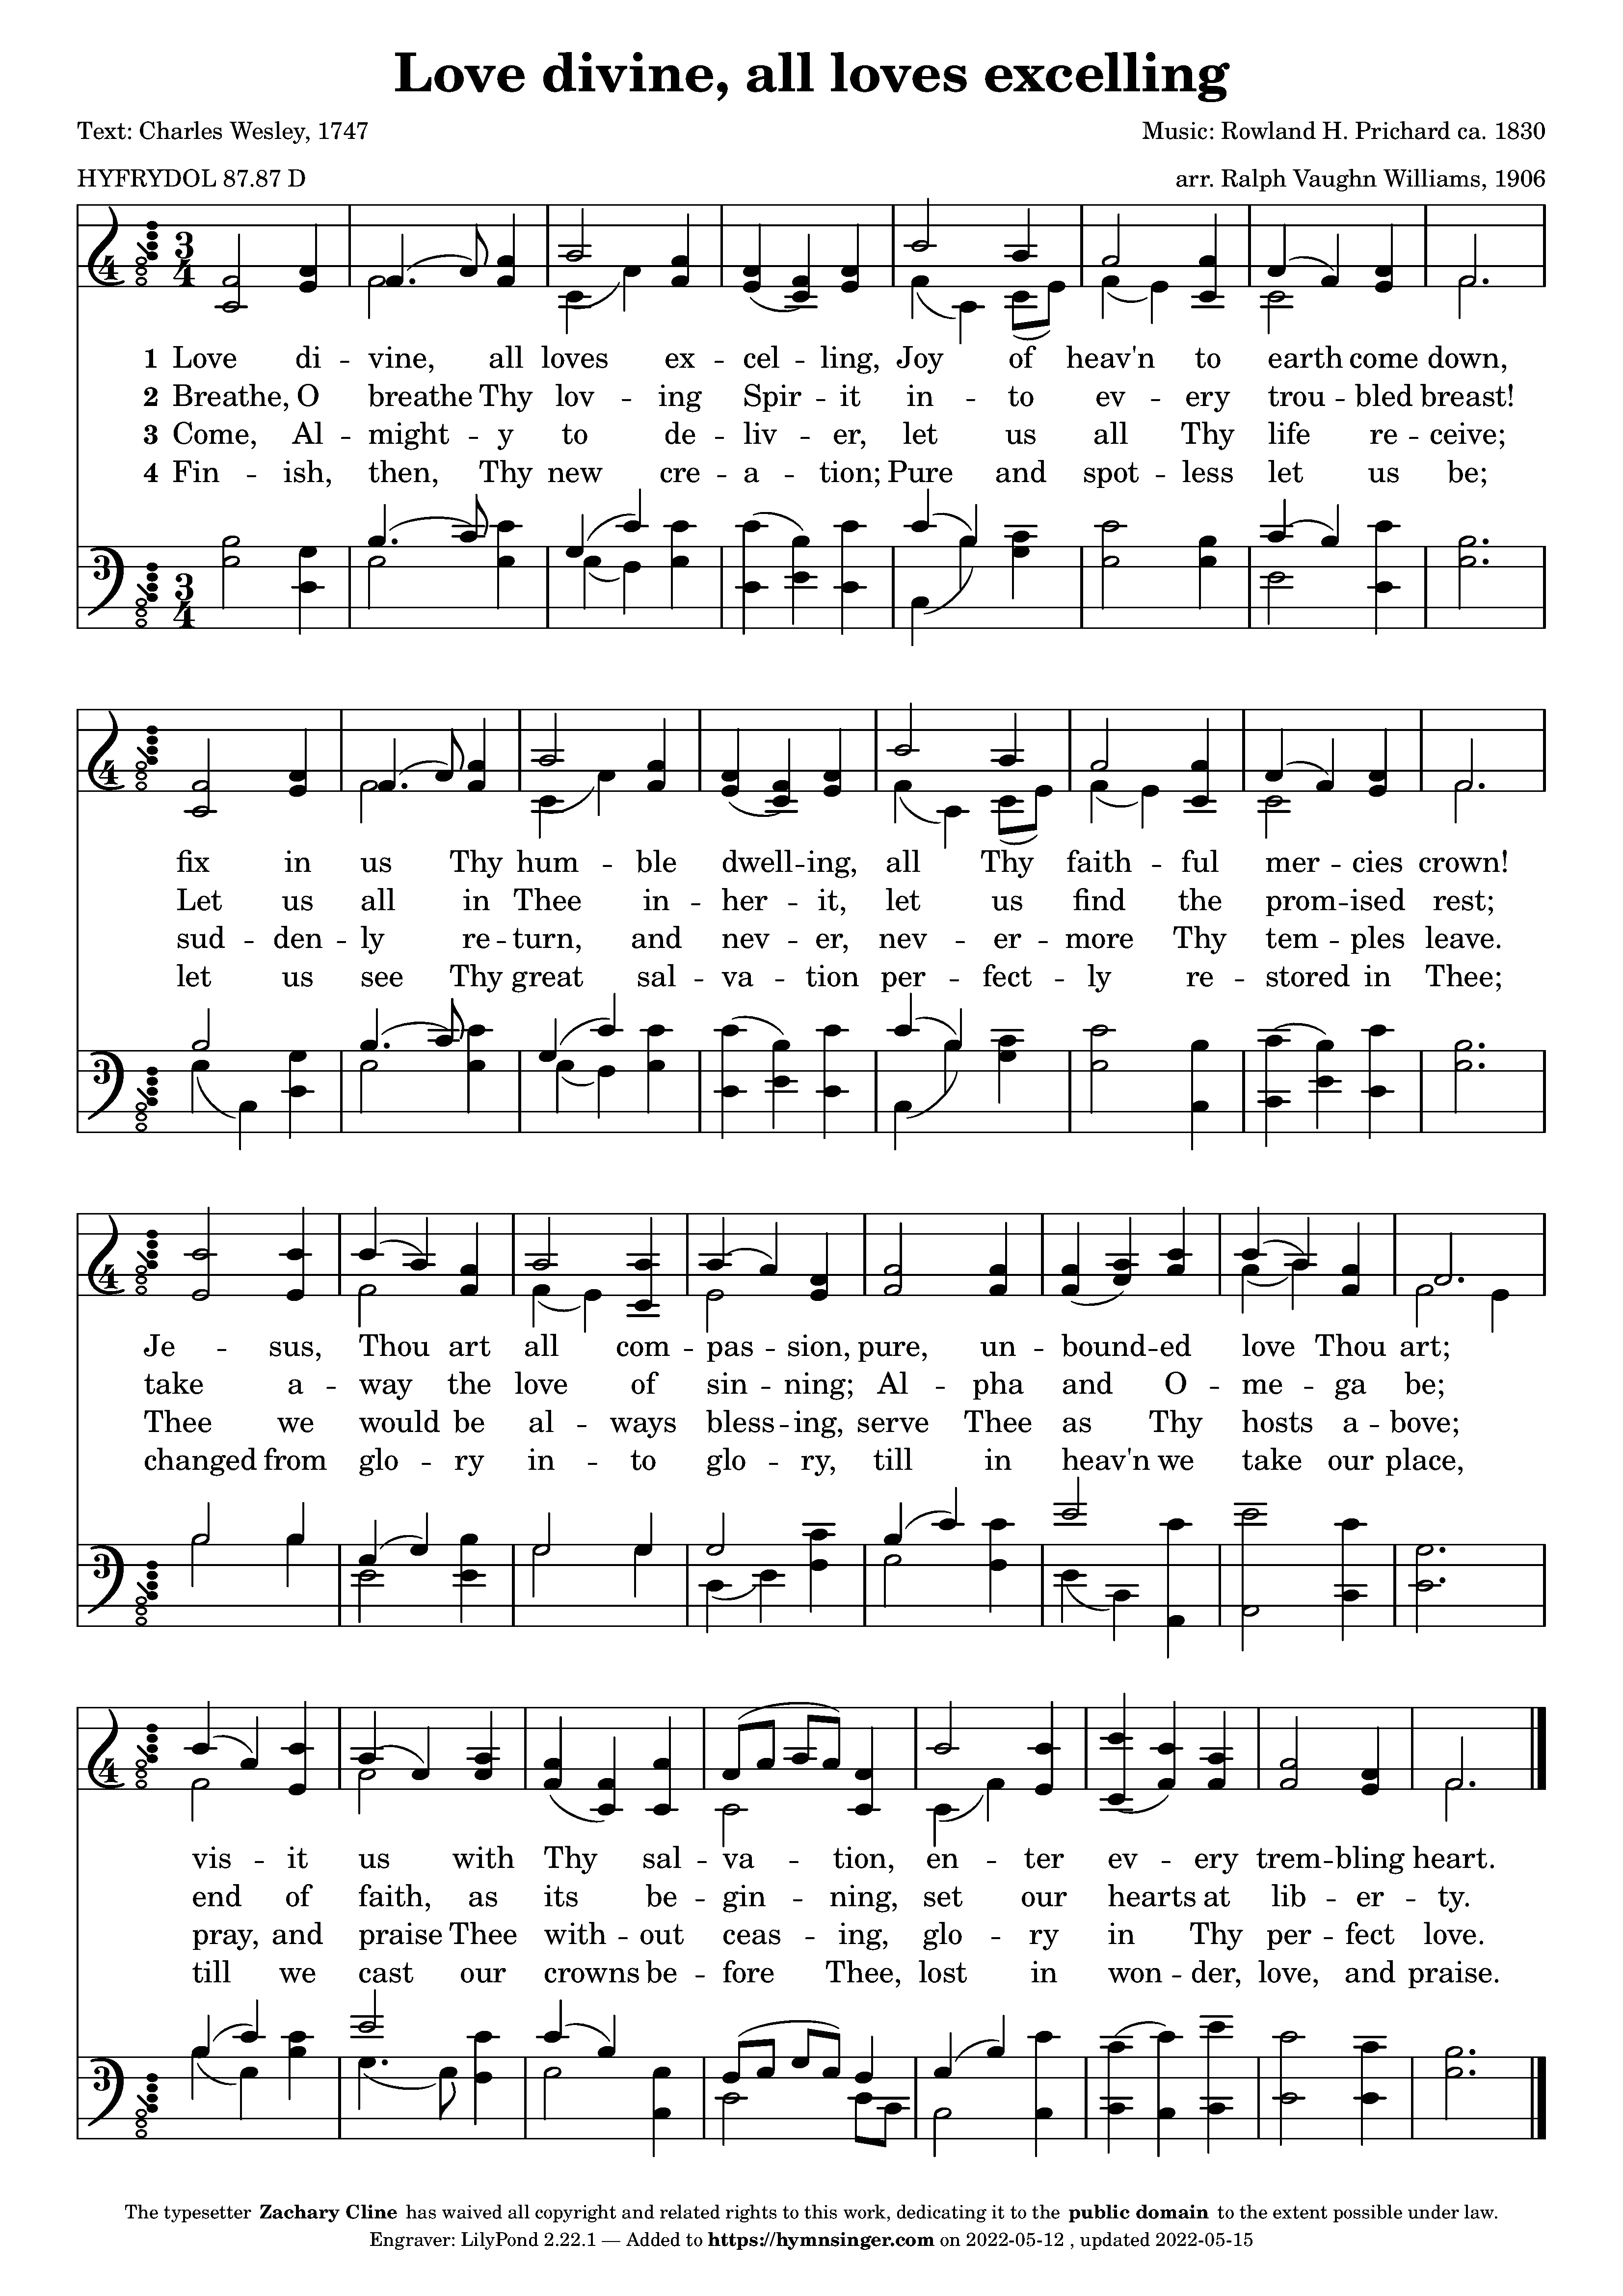 Love divine, all loves excelling
Text: Charles Wesley, 1747
Music: Rowland H. Prichard ca. 1830
HYFRYDOL 87.87 D
arr. Ralph Vaughn Williams, 1906
1 Love di -- vine, all loves ex -- cel -- ling, Joy of heav'n to earth come down,
2 Breathe, O breathe Thy lov -- ing Spir -- it in -- to ev -- ery trou -- bled breast!
3 Come, Al -- might -- y to de -- liv -- er, let us all Thy life re -- ceive;
4 Fin -- ish, then, Thy new cre -- a -- tion; Pure and spot -- less let us be;
fix in us Thy hum -- ble dwell -- ing, all Thy faith -- ful mer -- cies crown!
Let us all in Thee in -- her -- it, let us find the prom -- ised rest;
sud -- den -- ly re -- turn, and nev -- er, nev -- er -- more Thy tem -- ples leave.
let us see Thy great sal -- va -- tion per -- fect -- ly re -- stored in Thee;
Je -- sus, Thou art all com -- pas -- sion, pure, un -- bound -- ed love Thou art;
take a -- way the love of sin -- ning; Al -- pha and O -- me -- ga be;
Thee we would be al -- ways bless -- ing, serve Thee as Thy hosts a -- bove;
changed from glo -- ry in -- to glo -- ry, till in heav'n we take our place,
vis -- it us with Thy sal -- va -- tion, en -- ter ev -- ery trem -- bling heart.
end of faith, as its be -- gin -- ning, set our hearts at lib -- er -- ty.
pray, and praise Thee with -- out ceas -- ing, glo -- ry in Thy per -- fect love.
till we cast our crowns be -- fore Thee, lost in won -- der, love, and praise.
The typesetter Zachary Cline has waived all copyright and related rights to this work, dedicating it to the public domain to the extent possible under law.
Engraver: LilyPond 2.22.1 — Added to https://hymnsinger.com on 2022-05-12 , updated 2022-05-15